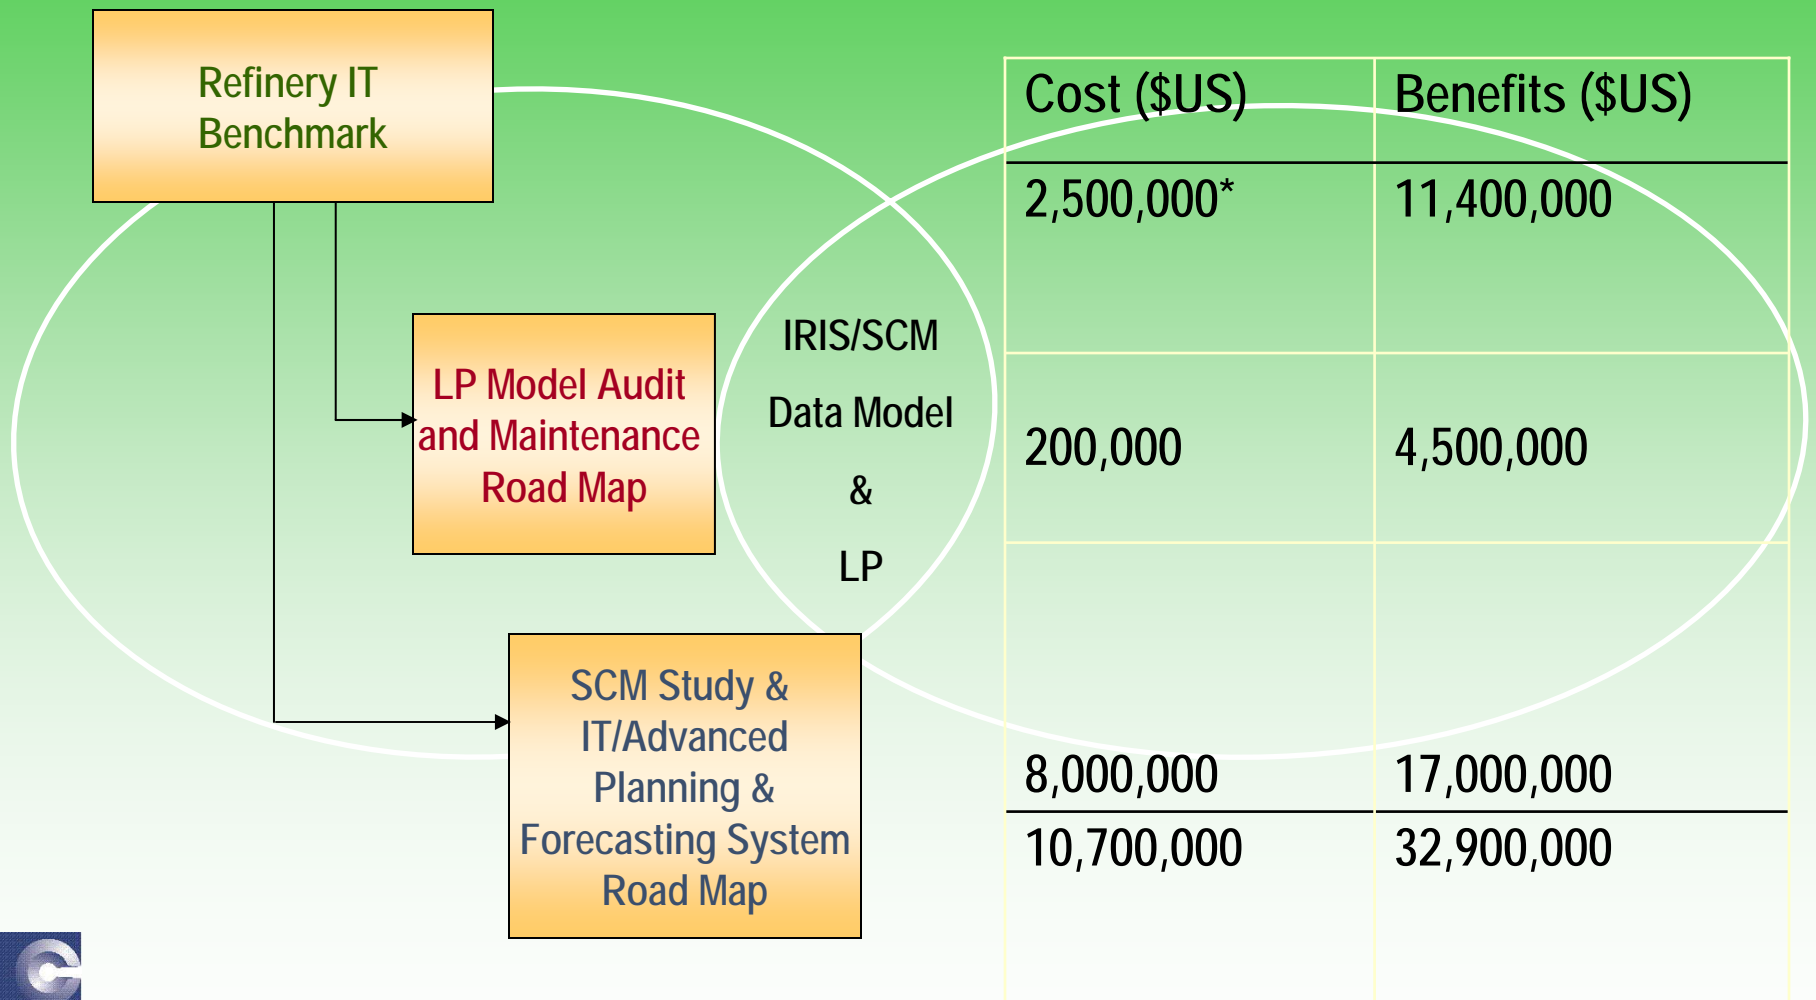 Refinery IT
Benchmark
LP Model Audit
and Maintenance
Road Map
SCM Study &
IT/Advanced
Planning &
Forecasting System
Road Map
IRIS/SCM
Data Model
&
LP
Cost ($US) Benefits ($US)
2,500,000* 11,400,000
200,000 4,500,000
8,000,000 17,000,000
10,700,000 32,900,000